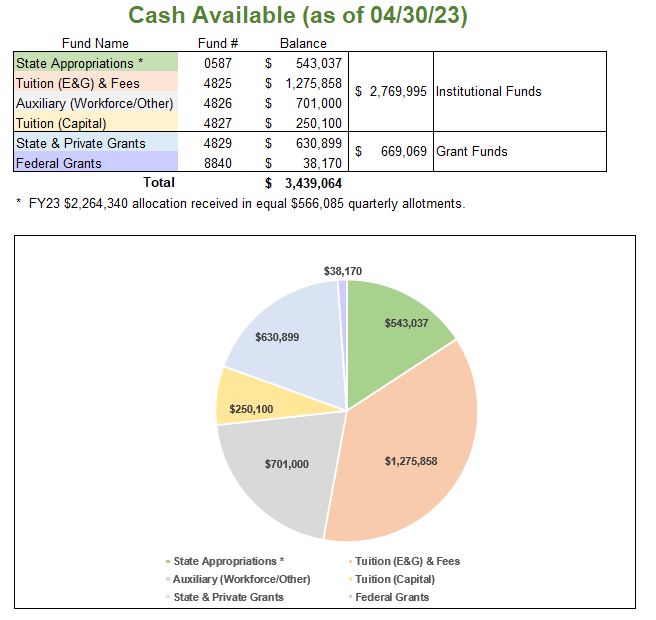 Cash Available (as of 04/30/23)
Fund Name Fund # Balance
State Appropriations * 0587 $ 543,037
Tuition (E&G) & Fees 4825 $ 1,275,858
$ 2,769,995 Institutional Funds
Auxiliary (Workforce/Other) 4826 $ 701,000
Tuition (Capital) 4827 $ 250,100
State & Private Grants 4829 $ 630,899
$ 669,069 Grant Funds
Federal Grants 8840 $ 38,170
Total $ 3,439,064
* FY23 $2,264,340 allocation received in equal $566,085 quarterly allotments.
$38,170
$543,037
$630,899
$250,100
$1,275,858
$701,000
State Appropriations * Tuition (E&G) & Fees
Auxiliary (Workforce/Other) Tuition (Capital)
State & Private Grants Federal Grants